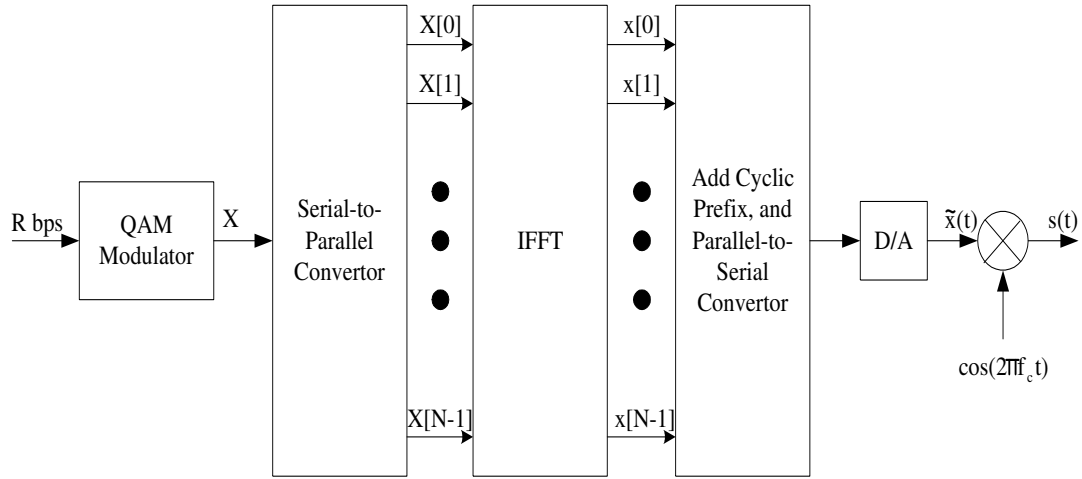 R bps
QAM
Modulator
X
Serial-to-
Parallel
Convertor
X[0]
X[1]
X[N-1]
IFFT
x[0]
x[1]
x[N-1]
Add Cyclic
Prefix, and
Parallel-to-
Serial
Convertor
D/A
x̃(t)
s(t)
cos(2πf_c t)